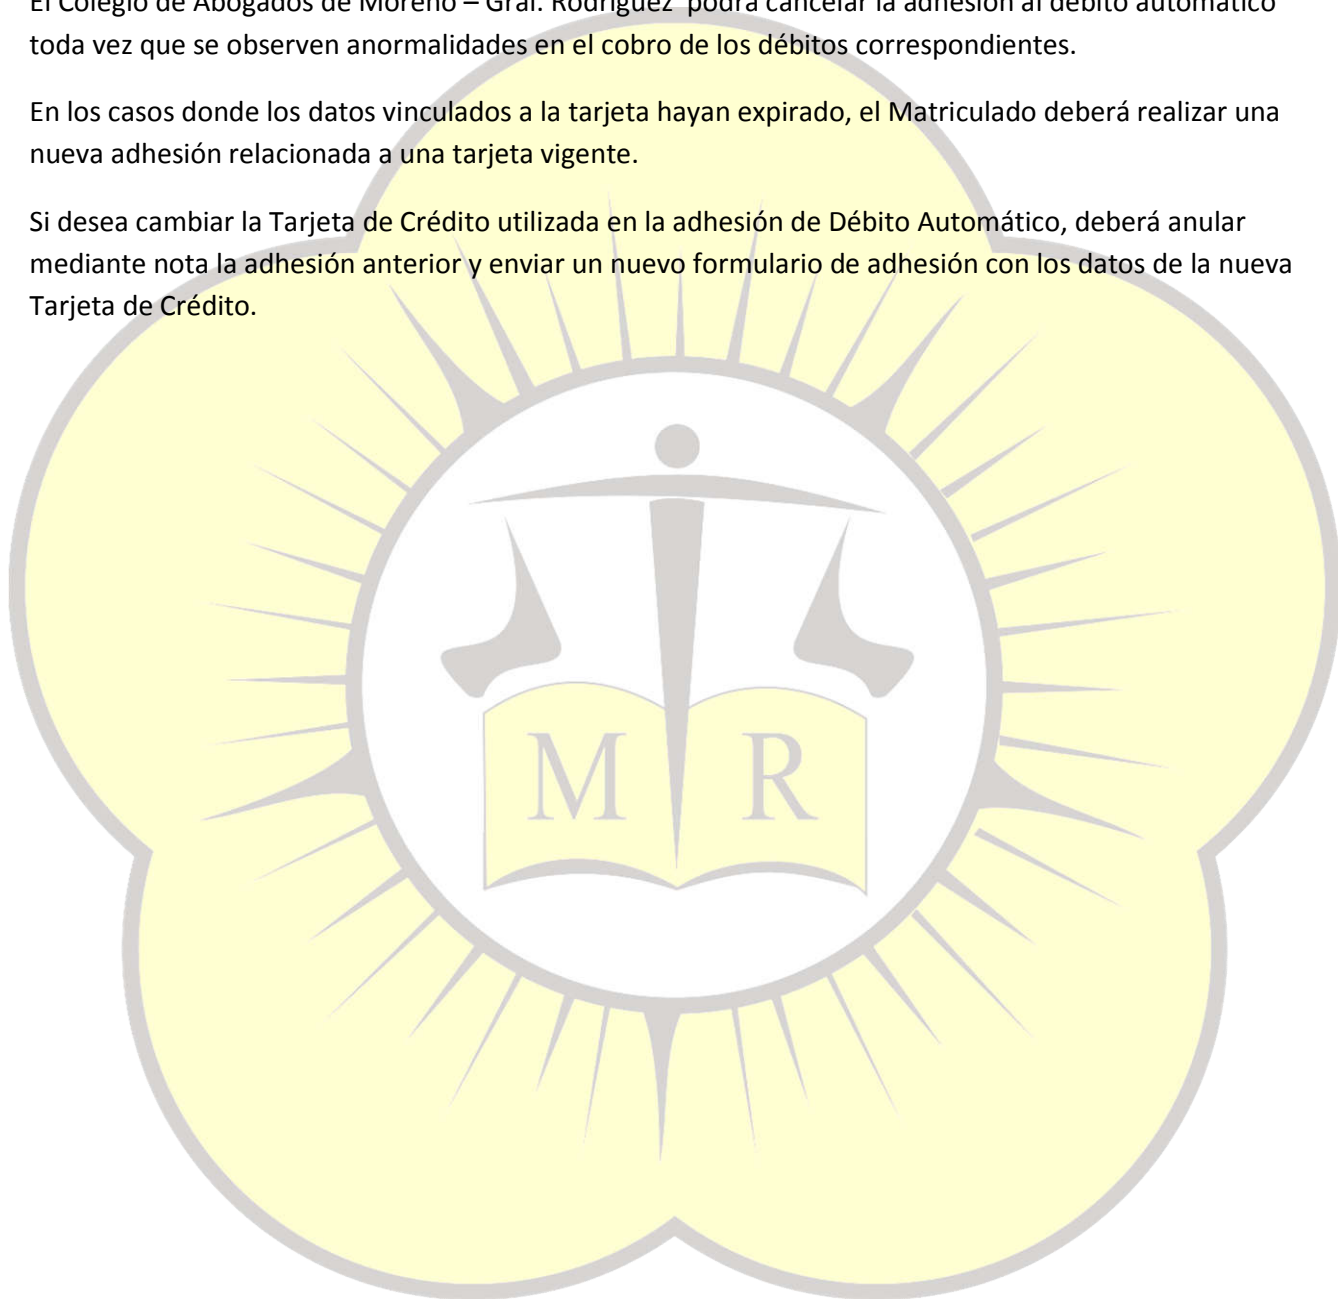 El Colegio de Abogados de Moreno – Gral. Rodríguez  podrá cancelar la adhesión al débito automático
toda vez que se observen anormalidades en el cobro de los débitos correspondientes.
En los casos donde los datos vinculados a la tarjeta hayan expirado, el Matriculado deberá realizar una
nueva adhesión relacionada a una tarjeta vigente.
Si desea cambiar la Tarjeta de Crédito utilizada en la adhesión de Débito Automático, deberá anular
mediante nota la adhesión anterior y enviar un nuevo formulario de adhesión con los datos de la nueva
Tarjeta de Crédito.
M R